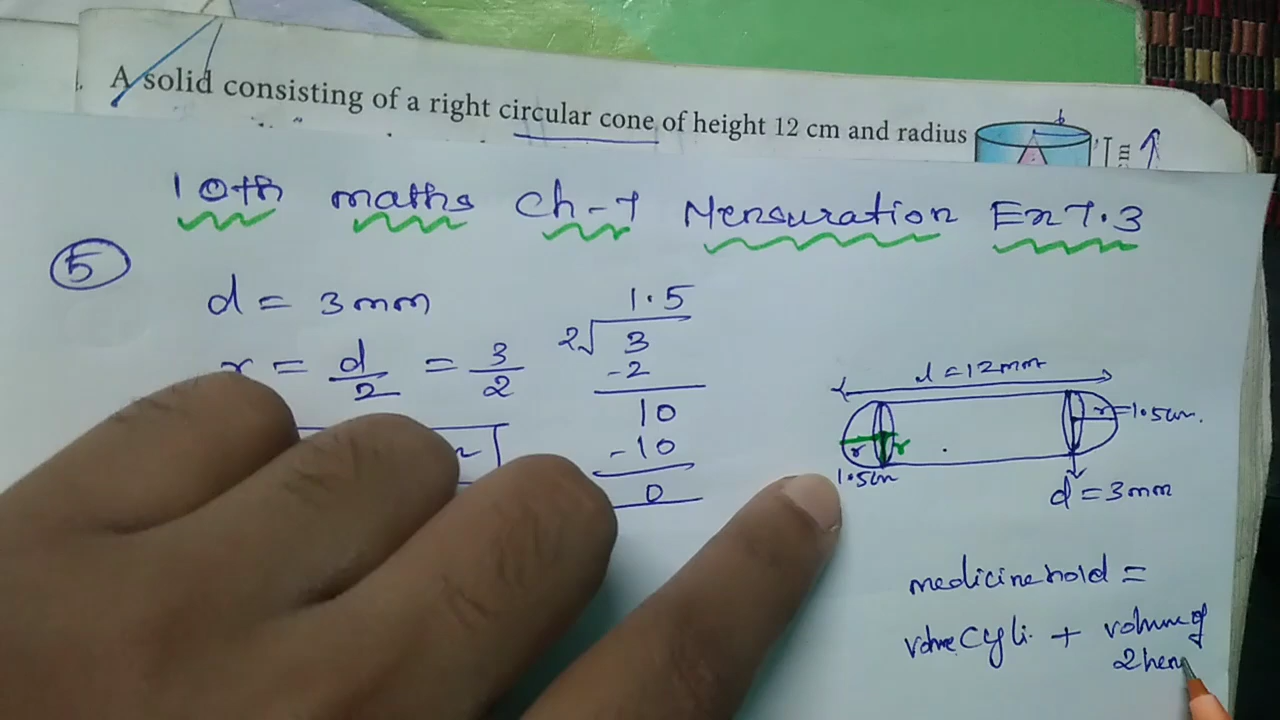 A solid consisting of a right circular cone of height 12 cm and radius
10th maths Ch-7 Mensuration Ex 7.3
5
d = 3mm
r = d/2 = 3/2
1.5
2√3
-2
10
-10
0
d = 12mm
r = 1.5cm.
r r
1.5cm
d = 3mm
medicine hold =
volume Cyli. + volume of
2 hem